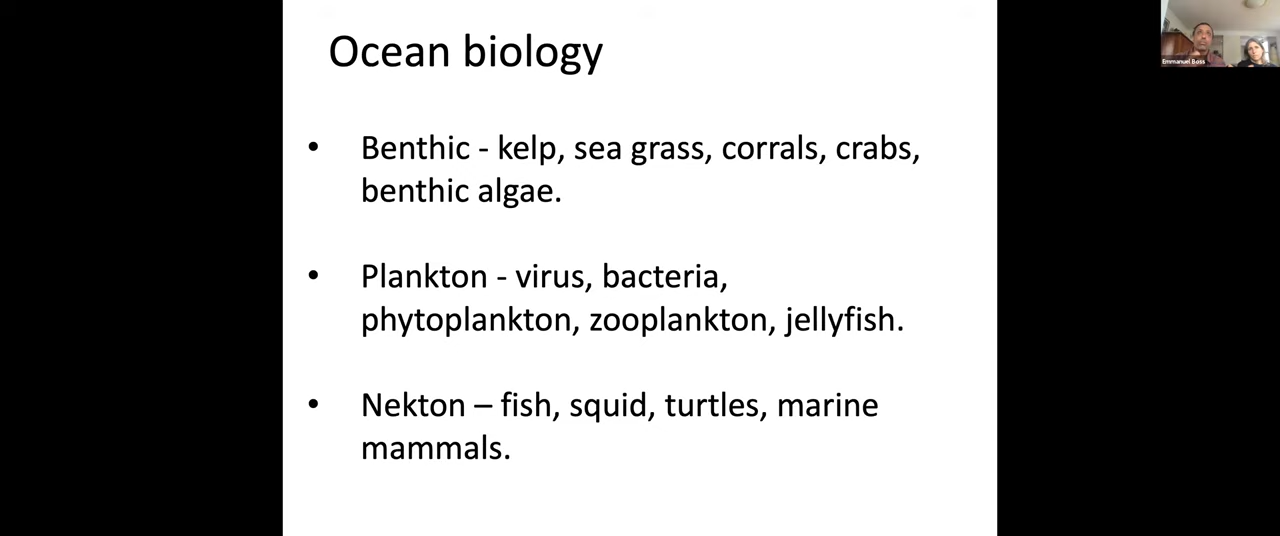 Ocean biology
Emmanuel Boss
• Benthic - kelp, sea grass, corrals, crabs,
benthic algae.
• Plankton - virus, bacteria,
phytoplankton, zooplankton, jellyfish.
• Nekton – fish, squid, turtles, marine
mammals.